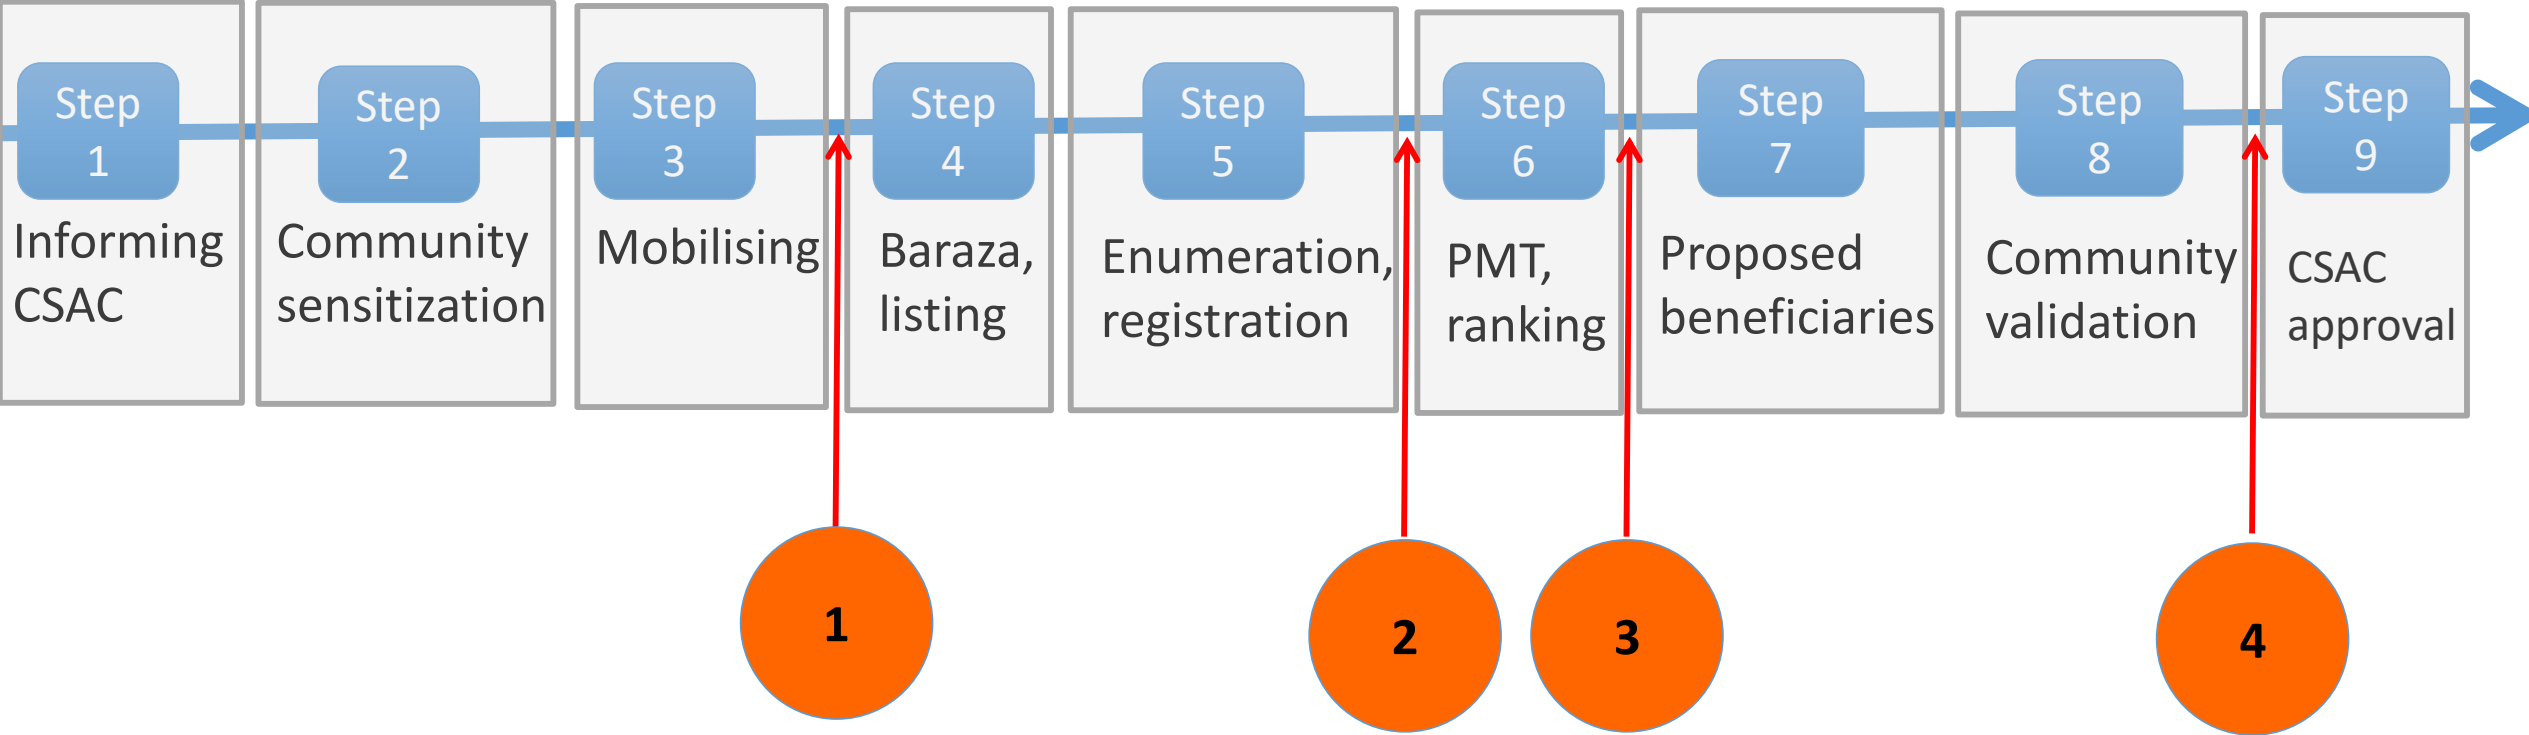 Step
1
Informing
CSAC
Step
2
Community
sensitization
Step
3
Mobilising
Step
4
Baraza,
listing
Step
5
Enumeration,
registration
Step
6
PMT,
ranking
Step
7
Proposed
beneficiaries
Step
8
Community
validation
Step
9
CSAC
approval
1
2
3
4